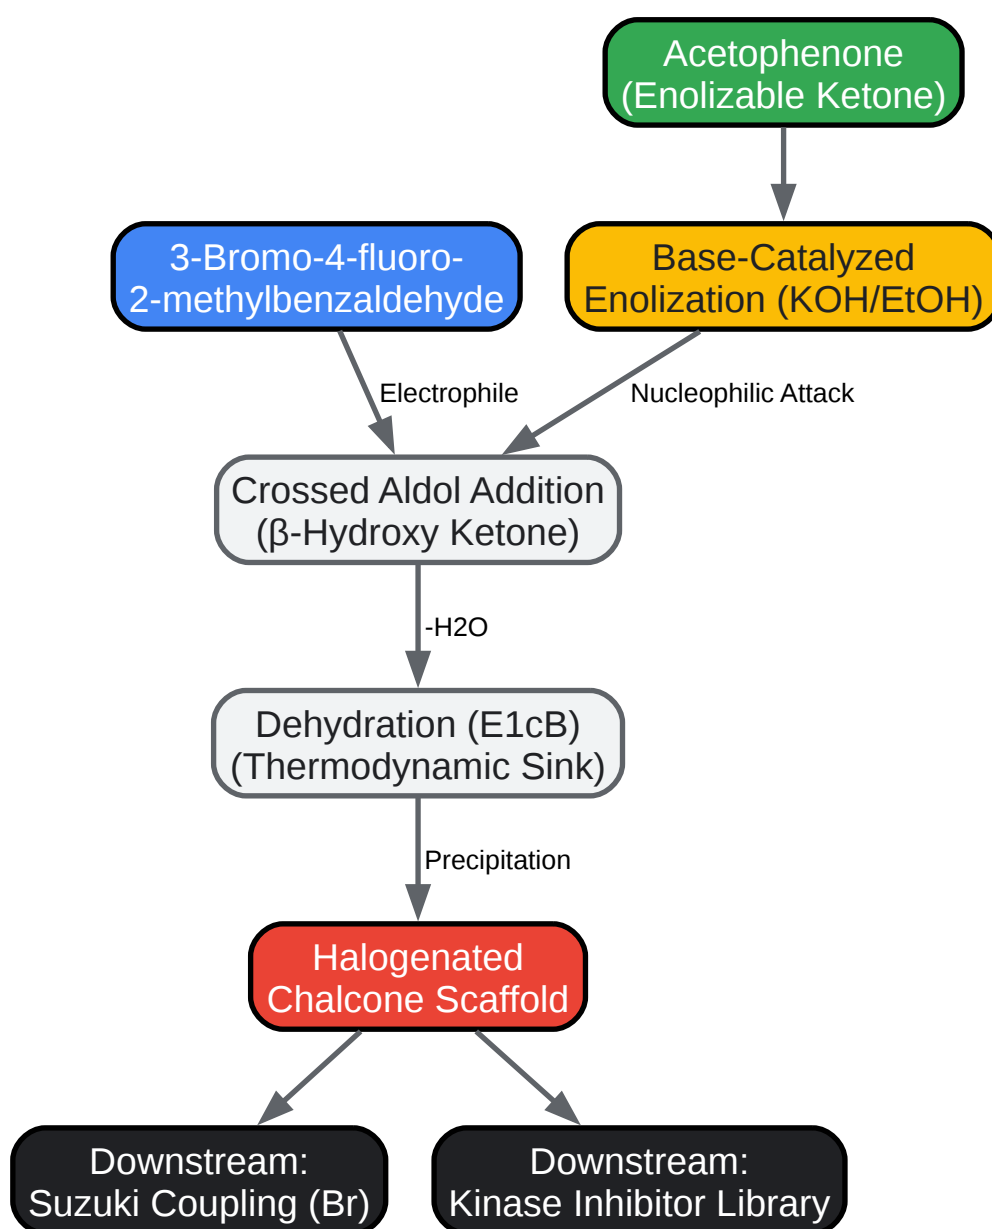 Acetophenone
(Enolizable Ketone)
3-Bromo-4-fluoro-
2-methylbenzaldehyde
Base-Catalyzed
Enolization (KOH/EtOH)
Electrophile
Nucleophilic Attack
Crossed Aldol Addition
(β-Hydroxy Ketone)
-H2O
Dehydration (E1cB)
(Thermodynamic Sink)
Precipitation
Halogenated
Chalcone Scaffold
Downstream:
Suzuki Coupling (Br)
Downstream:
Kinase Inhibitor Library